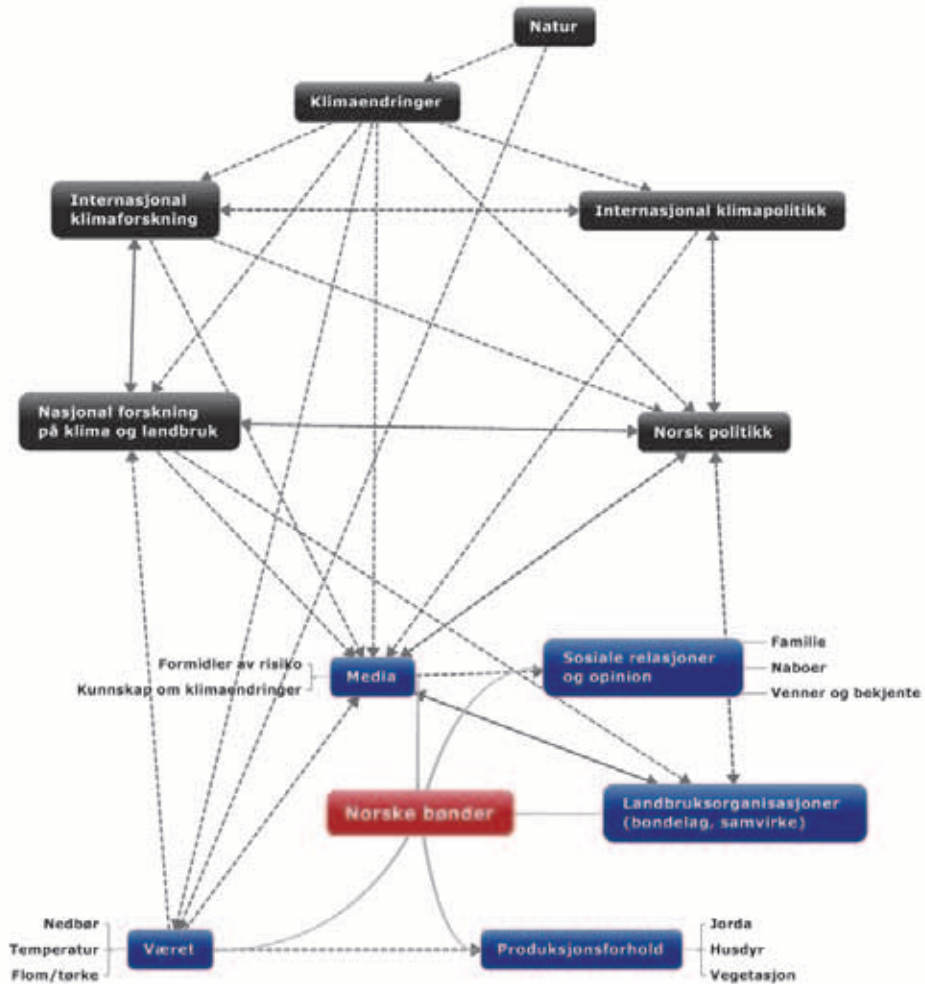 Natur
Klimaendringer
Internasjonal
klimaforskning
Internasjonal klimapolitikk
Nasjonal forskning
på klima og landbruk
Norsk politikk
Formidler av risiko
Kunnskap om klimaendringer
Media
Sosiale relasjoner
og opinion
Familie
Naboer
Venner og bekjente
Norske bønder
Landbruksorganisasjoner
(bondelag, samvirke)
Nedbør
Temperatur
Flom/tørke
Været
Produksjonsforhold
Jorda
Husdyr
Vegetasjon